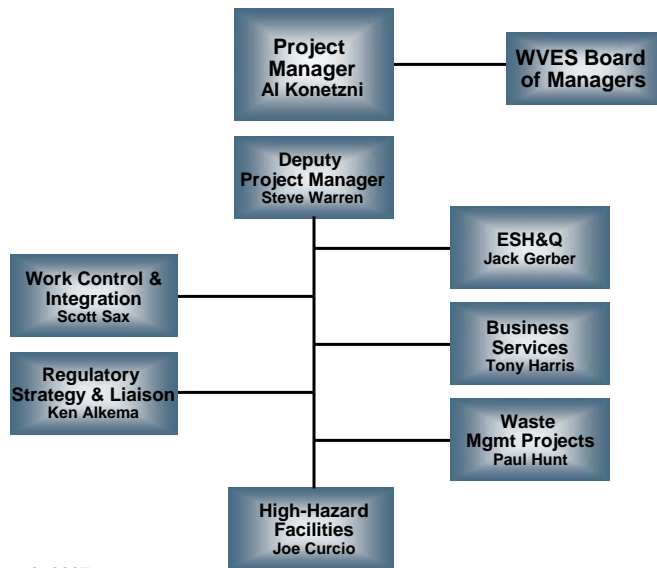 Project
Manager
Al Konetzni
WVES Board
of Managers
Deputy
Project Manager
Steve Warren
ESH&Q
Jack Gerber
Work Control &
Integration
Scott Sax
Business
Services
Tony Harris
Regulatory
Strategy & Liaison
Ken Alkema
Waste
Mgmt Projects
Paul Hunt
High-Hazard
Facilities
Joe Curcio